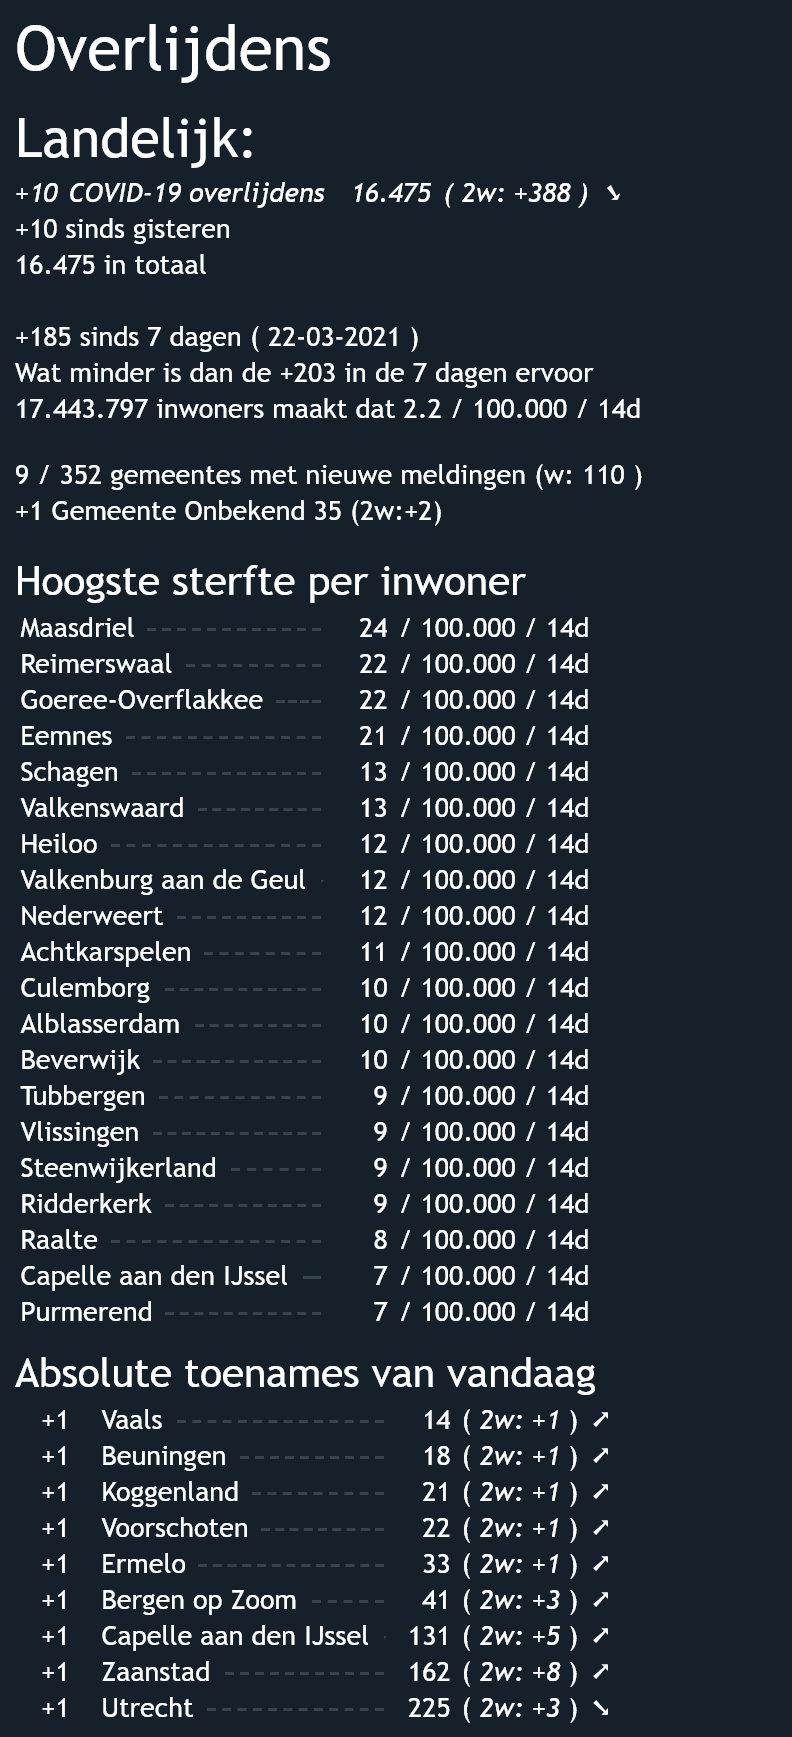 Overlijdens
Landelijk:
+10 COVID-19 overlijdens 16.475 ( 2w: +388 ) ➘
+10 sinds gisteren
16.475 in totaal
+185 sinds 7 dagen ( 22-03-2021 )
Wat minder is dan de +203 in de 7 dagen ervoor
17.443.797 inwoners maakt dat 2.2 / 100.000 / 14d
9 / 352 gemeentes met nieuwe meldingen (w: 110 )
+1 Gemeente Onbekend 35 (2w:+2)
Hoogste sterfte per inwoner
Maasdriel ------------ 24 / 100.000 / 14d
Reimerswaal --------- 22 / 100.000 / 14d
Goeree-Overflakkee ---- 22 / 100.000 / 14d
Eemnes -------------- 21 / 100.000 / 14d
Schagen ------------- 13 / 100.000 / 14d
Valkenswaard --------- 13 / 100.000 / 14d
Heiloo --------------- 12 / 100.000 / 14d
Valkenburg aan de Geul - 12 / 100.000 / 14d
Nederweert ---------- 12 / 100.000 / 14d
Achtkarspelen -------- 11 / 100.000 / 14d
Culemborg ----------- 10 / 100.000 / 14d
Alblasserdam --------- 10 / 100.000 / 14d
Beverwijk ------------ 10 / 100.000 / 14d
Tubbergen ----------- 9 / 100.000 / 14d
Vlissingen ------------ 9 / 100.000 / 14d
Steenwijkerland ------ 9 / 100.000 / 14d
Ridderkerk ----------- 9 / 100.000 / 14d
Raalte --------------- 8 / 100.000 / 14d
Capelle aan den IJssel -- 7 / 100.000 / 14d
Purmerend ----------- 7 / 100.000 / 14d
Absolute toenames van vandaag
+1 Vaals --------------- 14 ( 2w: +1 ) ➚
+1 Beuningen ---------- 18 ( 2w: +1 ) ➚
+1 Koggenland --------- 21 ( 2w: +1 ) ➚
+1 Voorschoten --------- 22 ( 2w: +1 ) ➚
+1 Ermelo ------------- 33 ( 2w: +1 ) ➚
+1 Bergen op Zoom ----- 41 ( 2w: +3 ) ➚
+1 Capelle aan den IJssel - 131 ( 2w: +5 ) ➚
+1 Zaanstad ----------- 162 ( 2w: +8 ) ➚
+1 Utrecht ------------- 225 ( 2w: +3 ) ➘